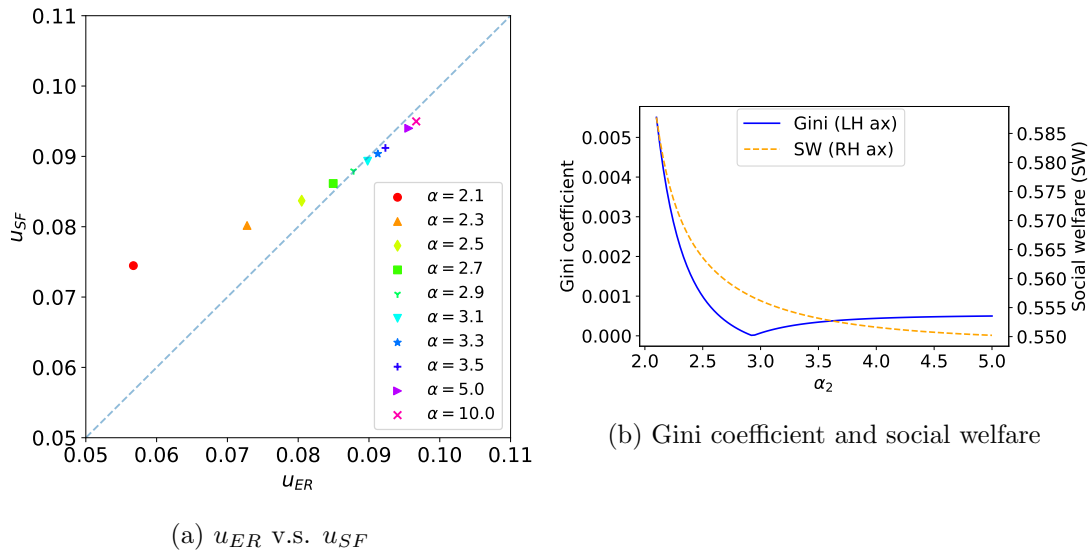 0.11
0.10
0.09
0.08
0.07
0.06
0.05
u_SF
α = 2.1
α = 2.3
α = 2.5
α = 2.7
α = 2.9
α = 3.1
α = 3.3
α = 3.5
α = 5.0
α = 10.0
0.05 0.06 0.07 0.08 0.09 0.10 0.11
u_ER
(a) u_ER v.s. u_SF
Gini (LH ax)
SW (RH ax)
0.005
0.004
0.003
0.002
0.001
0.000
Gini coefficient
0.585
0.580
0.575
0.570
0.565
0.560
0.555
0.550
Social welfare (SW)
2.0 2.5 3.0 3.5 4.0 4.5 5.0
α₂
(b) Gini coefficient and social welfare